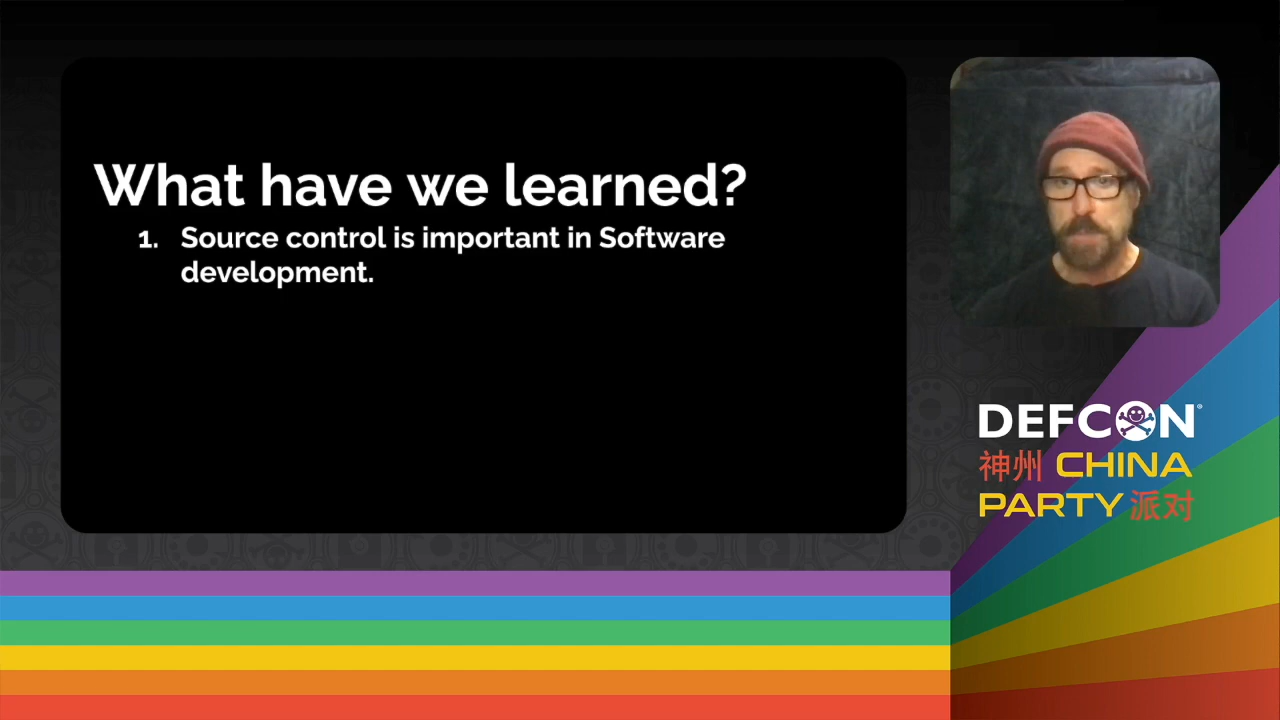 What have we learned?
1. Source control is important in Software
development.
DEFCON®
神州 CHINA
PARTY 派对